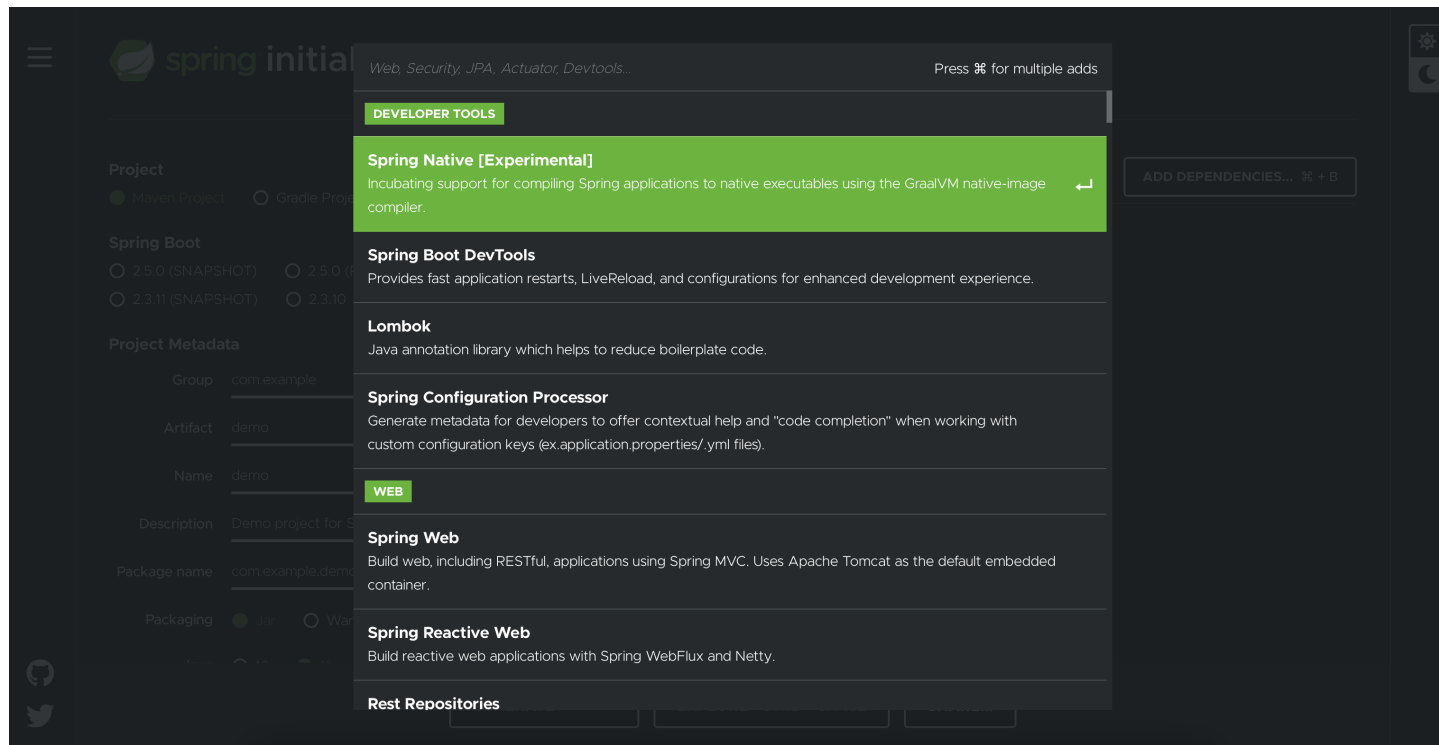 spring initial
Web, Security, JPA, Actuator, Devtools...
Press ⌘ for multiple adds
DEVELOPER TOOLS
Spring Native [Experimental]
Incubating support for compiling Spring applications to native executables using the GraalVM native-image
compiler.
Spring Boot DevTools
Provides fast application restarts, LiveReload, and configurations for enhanced development experience.
Lombok
Java annotation library which helps to reduce boilerplate code.
Spring Configuration Processor
Generate metadata for developers to offer contextual help and "code completion" when working with
custom configuration keys (ex.application.properties/.yml files).
WEB
Spring Web
Build web, including RESTful, applications using Spring MVC. Uses Apache Tomcat as the default embedded
container.
Spring Reactive Web
Build reactive web applications with Spring WebFlux and Netty.
Rest Repositories
Project
Maven Project
Gradle Proje
Spring Boot
2.5.0 (SNAPSHOT)
2.5.0 (
2.3.11 (SNAPSHOT)
2.3.10
Project Metadata
Group com.example
Artifact demo
Name demo
Description Demo project for S
Package name com.example.demo
Packaging Jar War
ADD DEPENDENCIES... ⌘ + B